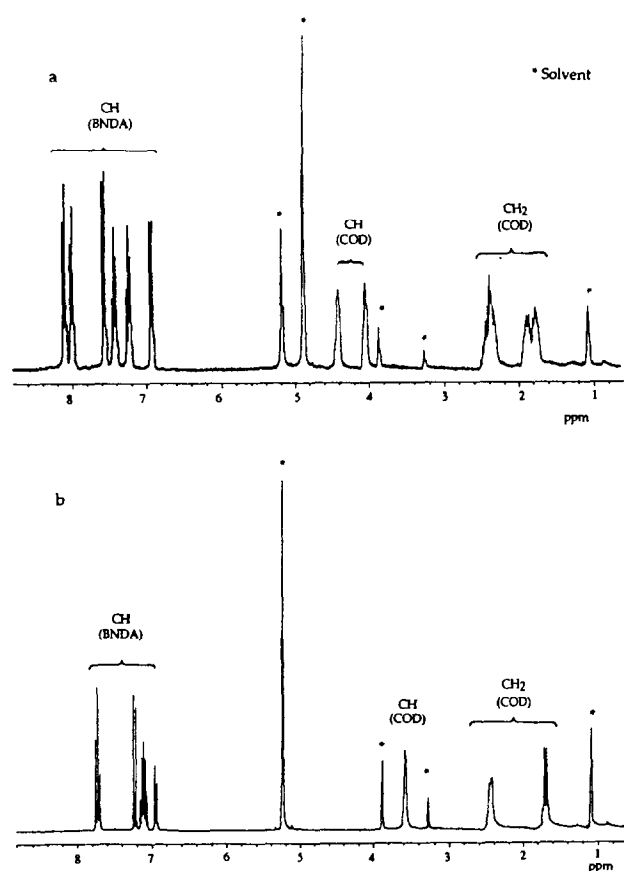 *
a
* Solvent
CH
(BNDA)
*
CH
(COD)
CH2
(COD)
*
*
*
8 7 6 5 4 3 2 1
ppm
*
b
CH
(BNDA)
CH
(COD)
CH2
(COD)
*
*
*
8 7 6 5 4 3 2 1
ppm